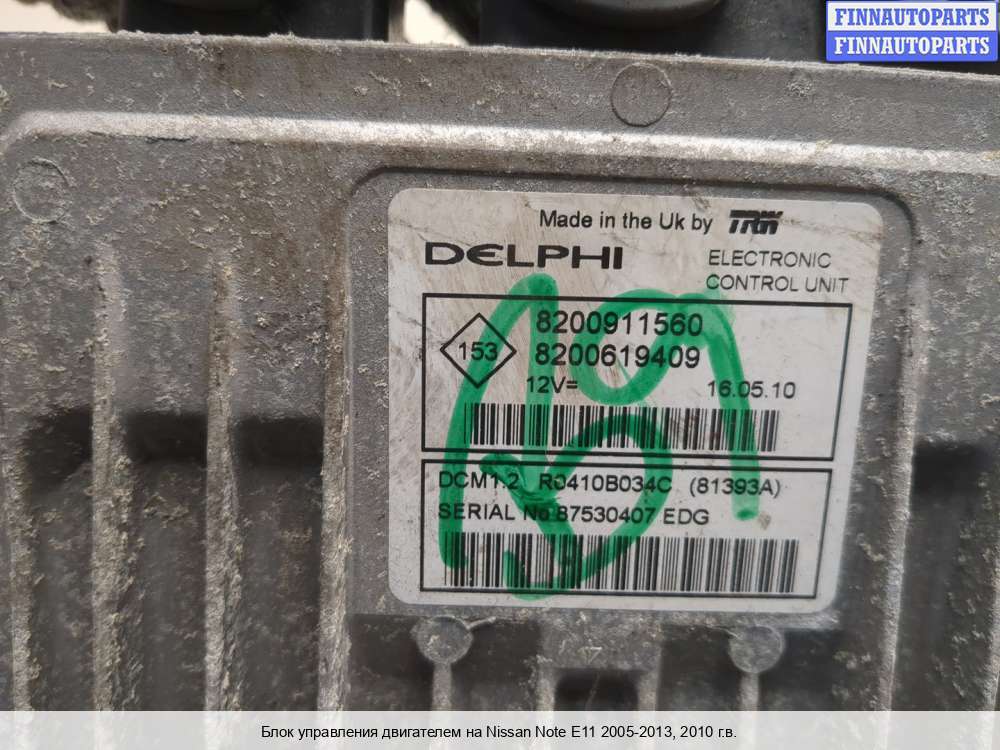 FINNAUTOPARTS
FINNAUTOPARTS
Made in the Uk by TRW
DELPHI
ELECTRONIC
CONTROL UNIT
153
8200911560
8200619409
12V=
16.05.10
DCM1.2 R0410B034C (81393A)
SERIAL No 87530407 EDG
Блок управления двигателем на Nissan Note E11 2005-2013, 2010 г.в.